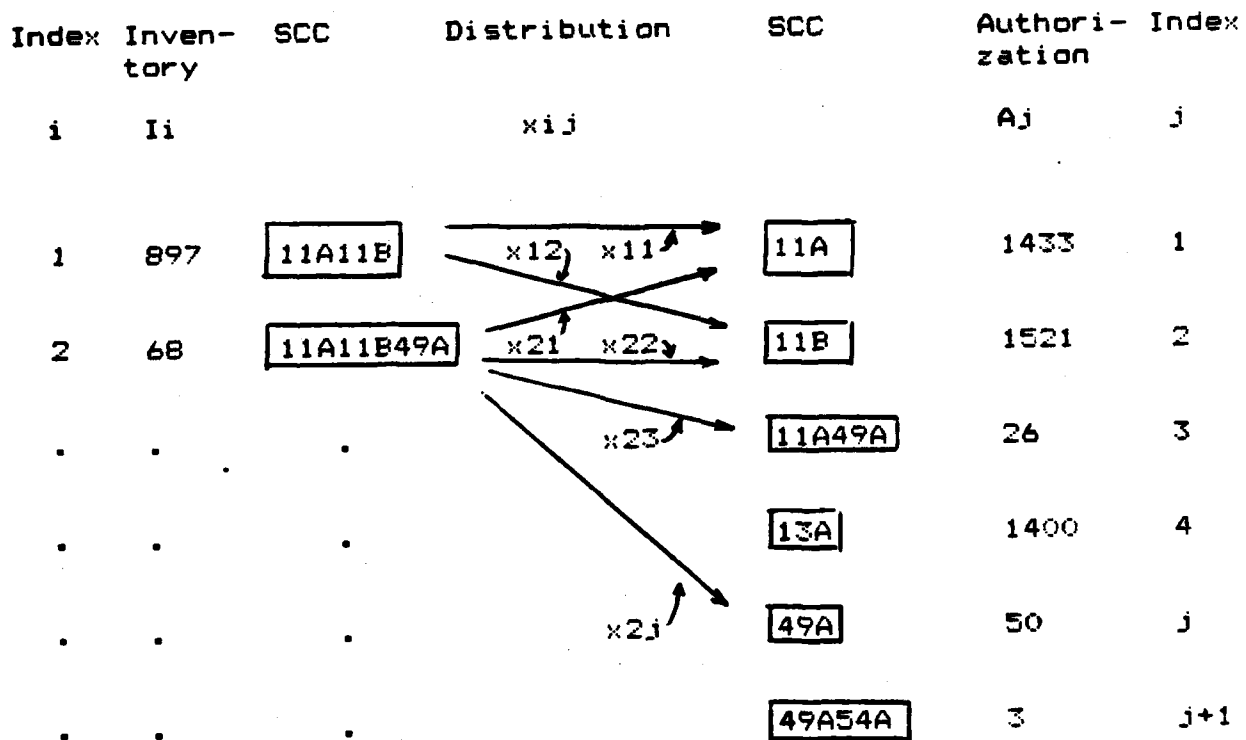 Index Inven- SCC Distribution SCC Authori- Index
tory zation
i Ii xij Aj j
1 897 11A11B x12 x11 11A 1433 1
2 68 11A11B49A x21 x22 11B 1521 2
. . . x23 11A49A 26 3
. . . 13A 1400 4
. . . x2j 49A 50 j
. . . 49A54A 3 j+1